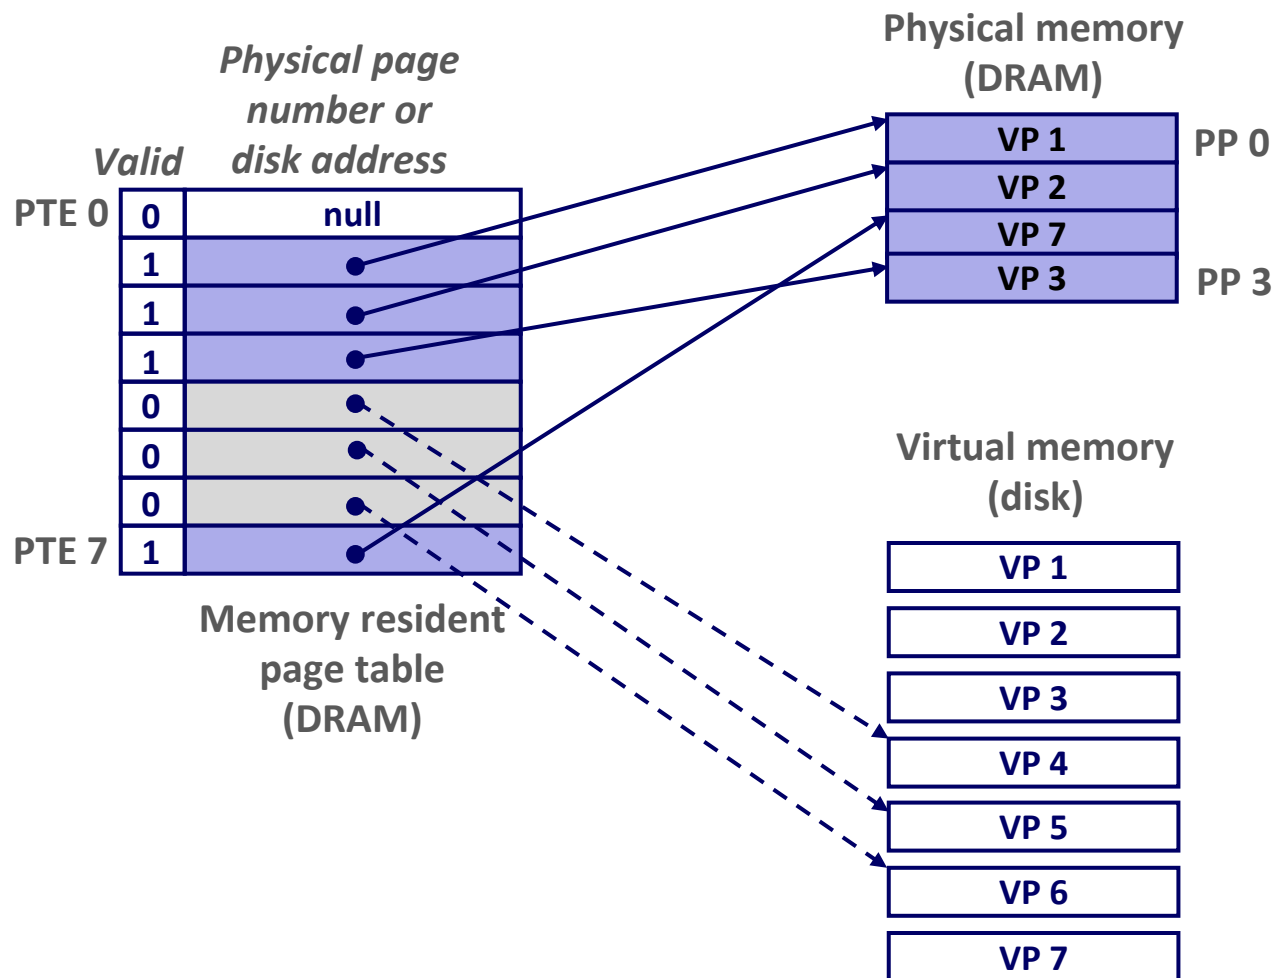 Physical memory
(DRAM)
Physical page
number or
disk address
Valid
VP 1 PP 0
VP 2
VP 7
VP 3 PP 3
PTE 0 0 null
1
1
1
0
0
0
PTE 7 1
Memory resident
page table
(DRAM)
Virtual memory
(disk)
VP 1
VP 2
VP 3
VP 4
VP 5
VP 6
VP 7